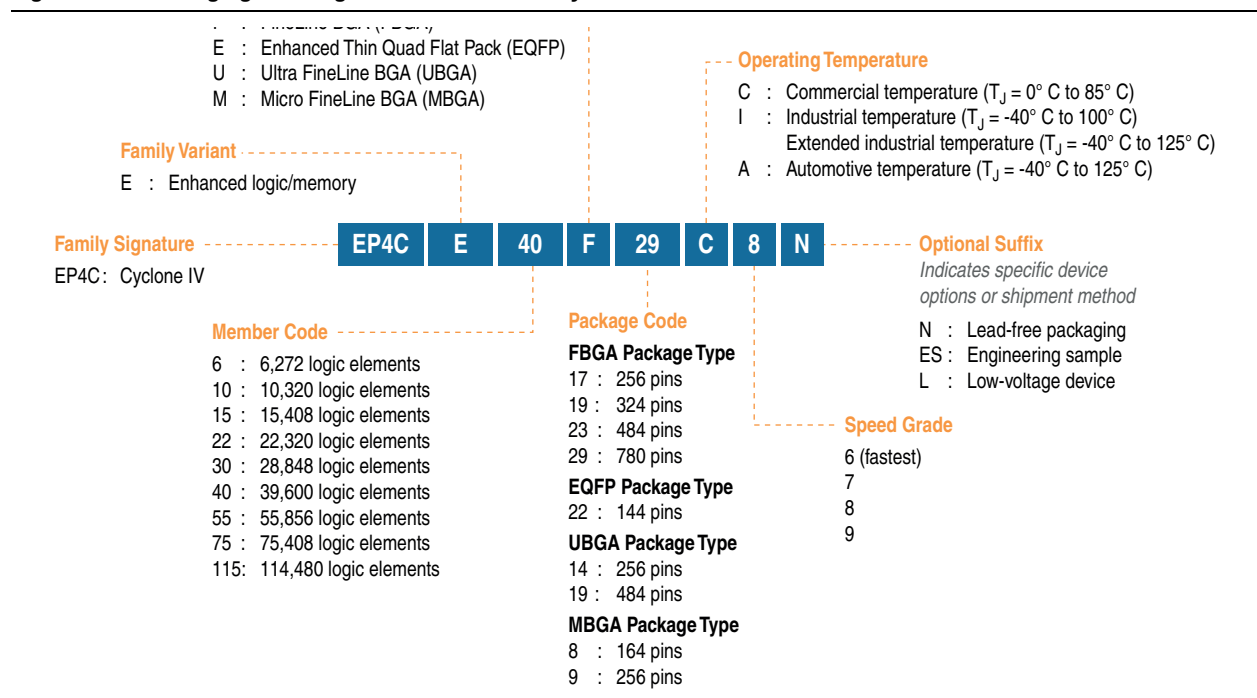 E : Enhanced Thin Quad Flat Pack (EQFP)
U : Ultra FineLine BGA (UBGA)
M : Micro FineLine BGA (MBGA)
Operating Temperature
C : Commercial temperature (TJ = 0° C to 85° C)
I : Industrial temperature (TJ = -40° C to 100° C)
Extended industrial temperature (TJ = -40° C to 125° C)
A : Automotive temperature (TJ = -40° C to 125° C)
Family Variant
E : Enhanced logic/memory
EP4C E 40 F 29 C 8 N
Family Signature
EP4C: Cyclone IV
Optional Suffix
Indicates specific device
options or shipment method
N : Lead-free packaging
ES : Engineering sample
L : Low-voltage device
Member Code
6 : 6,272 logic elements
10 : 10,320 logic elements
15 : 15,408 logic elements
22 : 22,320 logic elements
30 : 28,848 logic elements
40 : 39,600 logic elements
55 : 55,856 logic elements
75 : 75,408 logic elements
115: 114,480 logic elements
Package Code
FBGA Package Type
17 : 256 pins
19 : 324 pins
23 : 484 pins
29 : 780 pins
EQFP Package Type
22 : 144 pins
UBGA Package Type
14 : 256 pins
19 : 484 pins
MBGA Package Type
8 : 164 pins
9 : 256 pins
Speed Grade
6 (fastest)
7
8
9